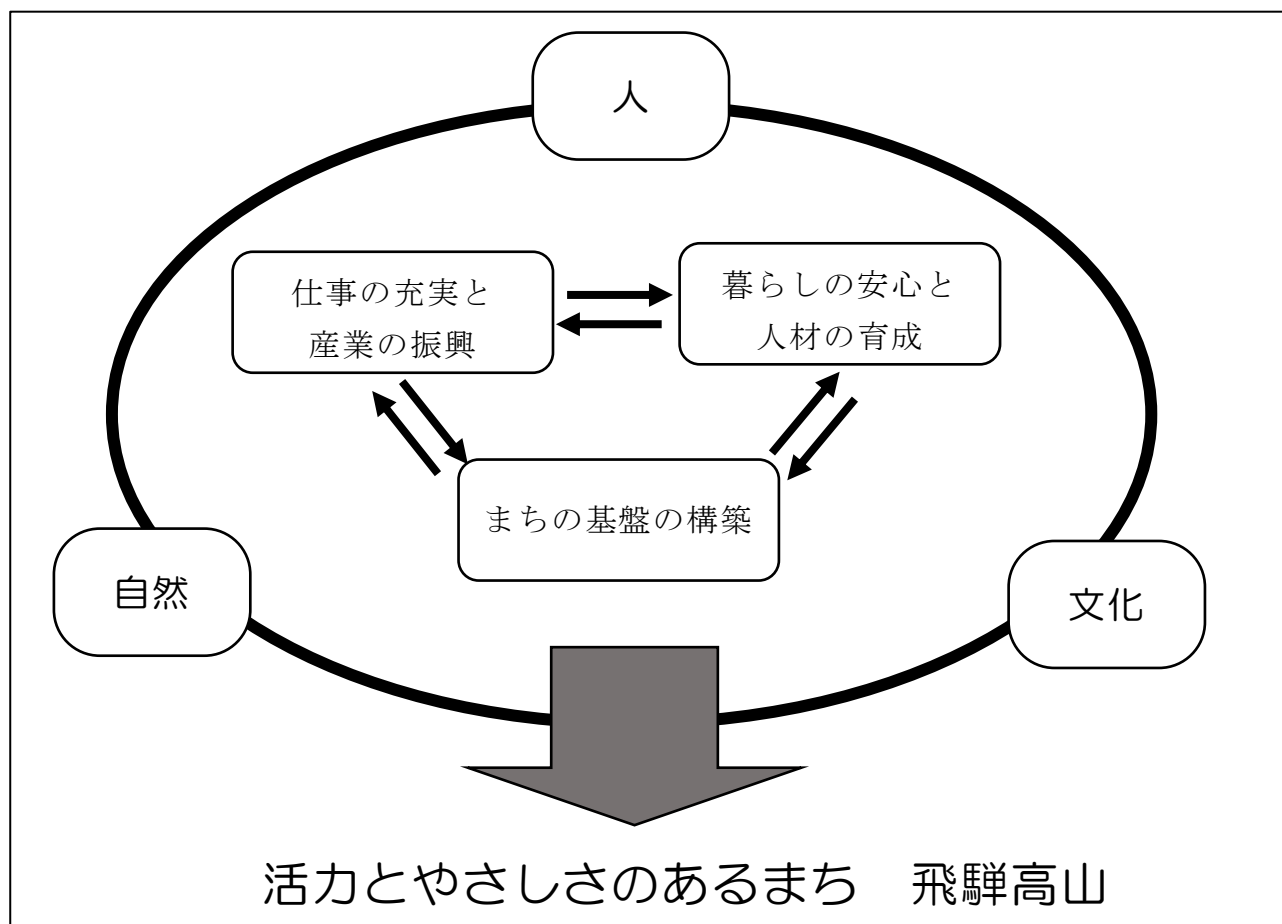 人
仕事の充実と
産業の振興
暮らしの安心と
人材の育成
まちの基盤の構築
自然
文化
活力とやさしさのあるまち　飛騨高山